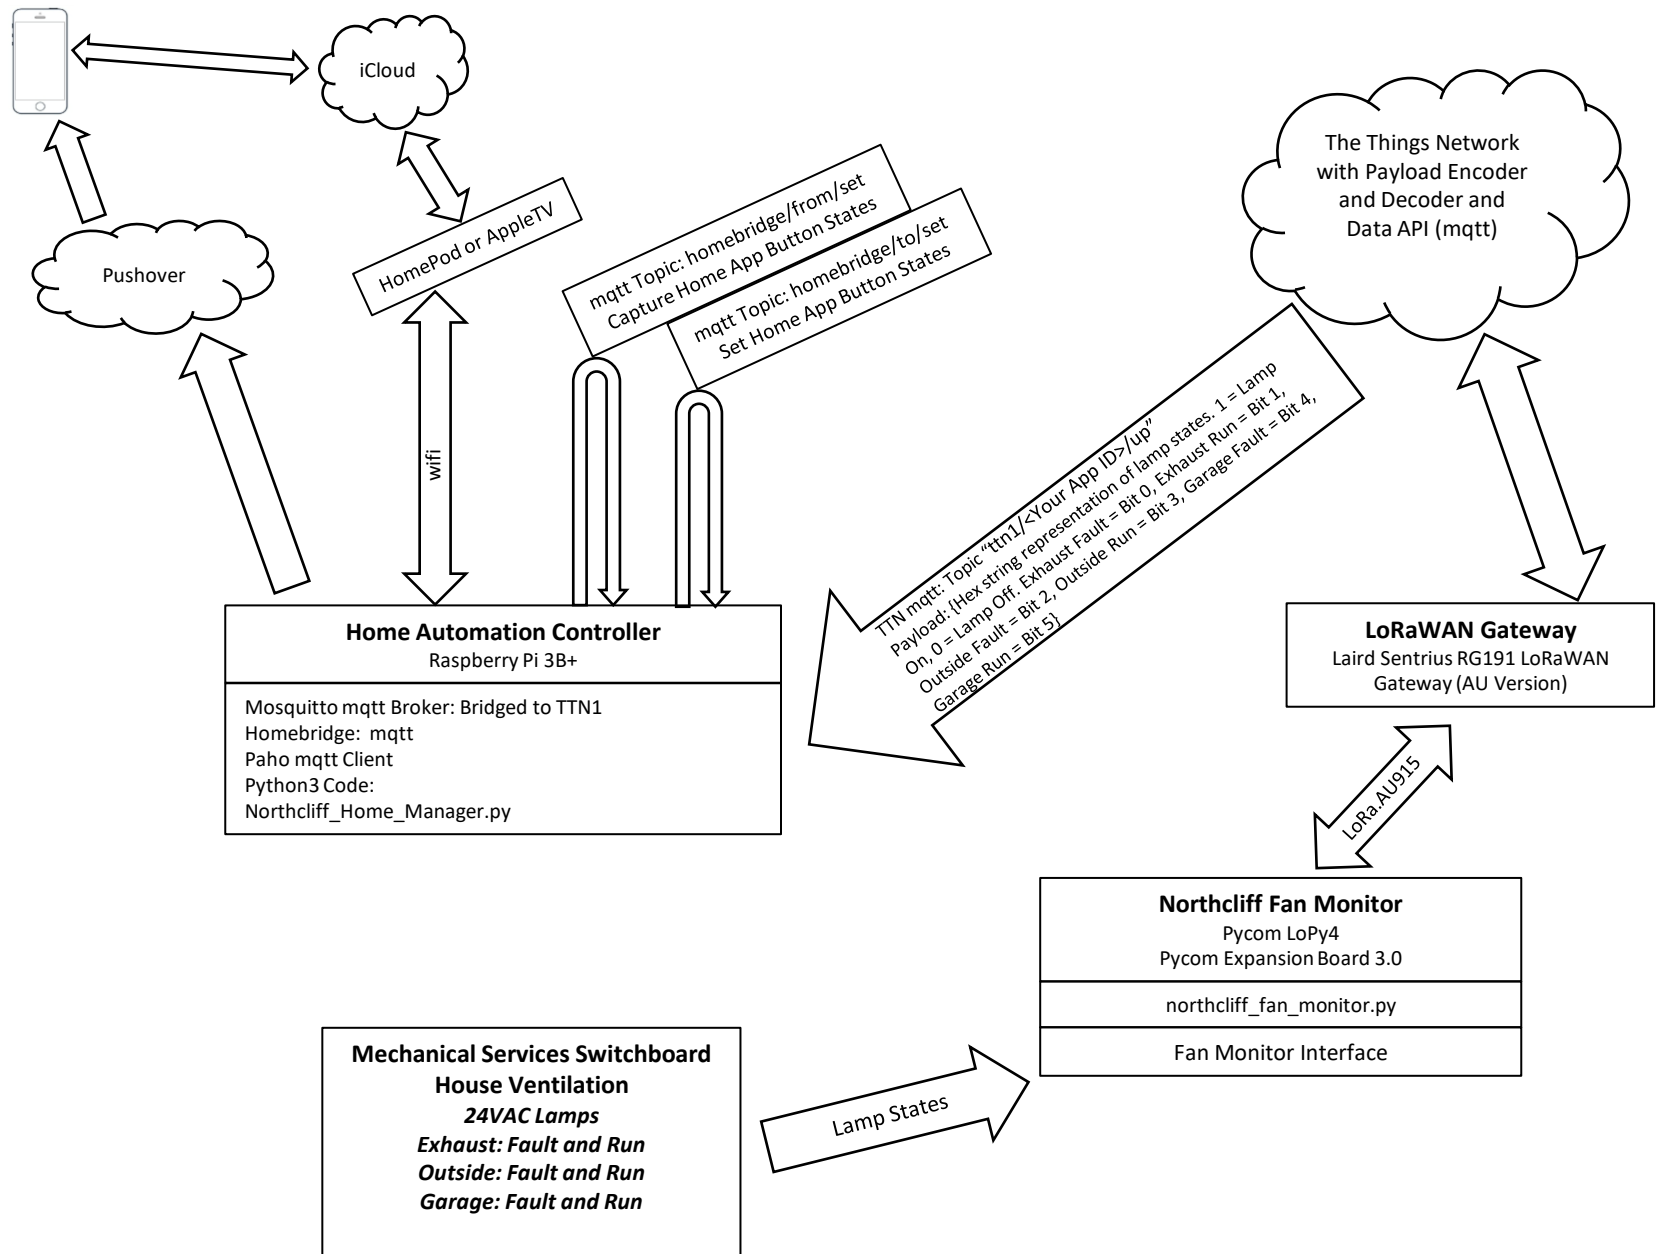 iCloud
The Things Network
with Payload Encoder
and Decoder and
Data API (mqtt)
Pushover
HomePod or AppleTV
mqtt Topic: homebridge/from/set
Capture Home App Button States
mqtt Topic: homebridge/to/set
Set Home App Button States
wifi
TTN mqtt: Topic “ttn1/<Your App ID>/up”
Payload: {Hex string representation of lamp states. 1 = Lamp
On, 0 = Lamp Off. Exhaust Fault = Bit 0, Exhaust Run = Bit 1,
Outside Fault = Bit 2, Outside Run = Bit 3, Garage Fault = Bit 4,
Garage Run = Bit 5}
Home Automation Controller
Raspberry Pi 3B+
Mosquitto mqtt Broker: Bridged to TTN1
Homebridge: mqtt
Paho mqtt Client
Python3 Code:
Northcliff_Home_Manager.py
LoRaWAN Gateway
Laird Sentrius RG191 LoRaWAN
Gateway (AU Version)
LoRa.AU915
Northcliff Fan Monitor
Pycom LoPy4
Pycom Expansion Board 3.0
northcliff_fan_monitor.py
Fan Monitor Interface
Mechanical Services Switchboard
House Ventilation
24VAC Lamps
Exhaust: Fault and Run
Outside: Fault and Run
Garage: Fault and Run
Lamp States